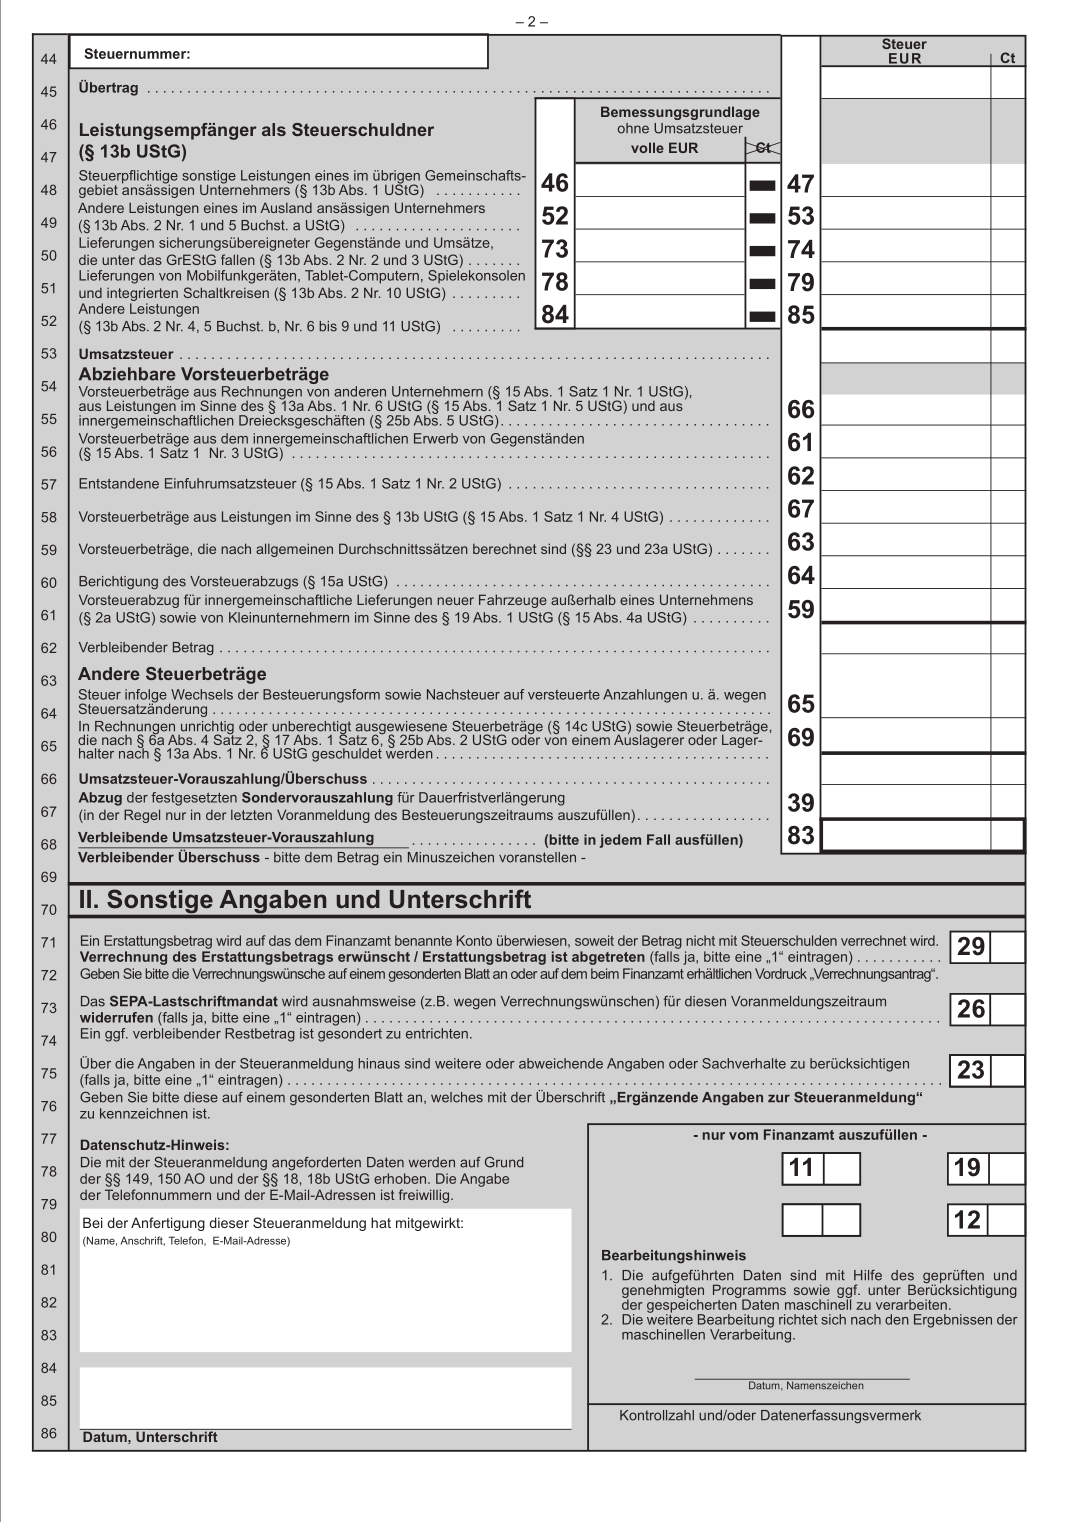 – 2 –
44 Steuernummer:
Steuer
EUR Ct
45 Übertrag
46 Leistungsempfänger als Steuerschuldner
47 (§ 13b UStG)
Bemessungsgrundlage
ohne Umsatzsteuer
volle EUR Ct
Steuerpflichtige sonstige Leistungen eines im übrigen Gemeinschafts-
48 gebiet ansässigen Unternehmers (§ 13b Abs. 1 UStG) 46 47
Andere Leistungen eines im Ausland ansässigen Unternehmers
49 (§ 13b Abs. 2 Nr. 1 und 5 Buchst. a UStG) 52 53
Lieferungen sicherungsübereigneter Gegenstände und Umsätze,
50 die unter das GrEStG fallen (§ 13b Abs. 2 Nr. 2 und 3 UStG) 73 74
Lieferungen von Mobilfunkgeräten, Tablet-Computern, Spielekonsolen
51 und integrierten Schaltkreisen (§ 13b Abs. 2 Nr. 10 UStG) 78 79
Andere Leistungen
52 (§ 13b Abs. 2 Nr. 4, 5 Buchst. b, Nr. 6 bis 9 und 11 UStG) 84 85
53 Umsatzsteuer
54 Abziehbare Vorsteuerbeträge
Vorsteuerbeträge aus Rechnungen von anderen Unternehmern (§ 15 Abs. 1 Satz 1 Nr. 1 UStG),
aus Leistungen im Sinne des § 13a Abs. 1 Nr. 6 UStG (§ 15 Abs. 1 Satz 1 Nr. 5 UStG) und aus
55 innergemeinschaftlichen Dreiecksgeschäften (§ 25b Abs. 5 UStG) 66
Vorsteuerbeträge aus dem innergemeinschaftlichen Erwerb von Gegenständen
56 (§ 15 Abs. 1 Satz 1 Nr. 3 UStG) 61
57 Entstandene Einfuhrumsatzsteuer (§ 15 Abs. 1 Satz 1 Nr. 2 UStG) 62
58 Vorsteuerbeträge aus Leistungen im Sinne des § 13b UStG (§ 15 Abs. 1 Satz 1 Nr. 4 UStG) 67
59 Vorsteuerbeträge, die nach allgemeinen Durchschnittssätzen berechnet sind (§§ 23 und 23a UStG) 63
60 Berichtigung des Vorsteuerabzugs (§ 15a UStG) 64
Vorsteuerabzug für innergemeinschaftliche Lieferungen neuer Fahrzeuge außerhalb eines Unternehmens
61 (§ 2a UStG) sowie von Kleinunternehmern im Sinne des § 19 Abs. 1 UStG (§ 15 Abs. 4a UStG) 59
62 Verbleibender Betrag
63 Andere Steuerbeträge
Steuer infolge Wechsels der Besteuerungsform sowie Nachsteuer auf versteuerte Anzahlungen u. ä. wegen
64 Steuersatzänderung 65
In Rechnungen unrichtig oder unberechtigt ausgewiesene Steuerbeträge (§ 14c UStG) sowie Steuerbeträge,
65 die nach § 6a Abs. 4 Satz 2, § 17 Abs. 1 Satz 6, § 25b Abs. 2 UStG oder von einem Auslagerer oder Lager-
halter nach § 13a Abs. 1 Nr. 6 UStG geschuldet werden 69
66 Umsatzsteuer-Vorauszahlung/Überschuss
Abzug der festgesetzten Sondervorauszahlung für Dauerfristverlängerung
67 (in der Regel nur in der letzten Voranmeldung des Besteuerungszeitraums auszufüllen) 39
68 Verbleibende Umsatzsteuer-Vorauszahlung (bitte in jedem Fall ausfüllen) 83
Verbleibender Überschuss - bitte dem Betrag ein Minuszeichen voranstellen -
69
70 II. Sonstige Angaben und Unterschrift
71 Ein Erstattungsbetrag wird auf das dem Finanzamt benannte Konto überwiesen, soweit der Betrag nicht mit Steuerschulden verrechnet wird.
Verrechnung des Erstattungsbetrags erwünscht / Erstattungsbetrag ist abgetreten (falls ja, bitte eine „1“ eintragen) 29
72 Geben Sie bitte die Verrechnungswünsche auf einem gesonderten Blatt an oder auf dem beim Finanzamt erhältlichen Vordruck „Verrechnungsantrag“.
73 Das SEPA-Lastschriftmandat wird ausnahmsweise (z.B. wegen Verrechnungswünschen) für diesen Voranmeldungszeitraum
widerrufen (falls ja, bitte eine „1“ eintragen) 26
74 Ein ggf. verbleibender Restbetrag ist gesondert zu entrichten.
Über die Angaben in der Steueranmeldung hinaus sind weitere oder abweichende Angaben oder Sachverhalte zu berücksichtigen
75 (falls ja, bitte eine „1“ eintragen) 23
76 Geben Sie bitte diese auf einem gesonderten Blatt an, welches mit der Überschrift „Ergänzende Angaben zur Steueranmeldung“
zu kennzeichnen ist.
77 Datenschutz-Hinweis:
Die mit der Steueranmeldung angeforderten Daten werden auf Grund
78 der §§ 149, 150 AO und der §§ 18, 18b UStG erhoben. Die Angabe
79 der Telefonnummern und der E-Mail-Adressen ist freiwillig.
80 Bei der Anfertigung dieser Steueranmeldung hat mitgewirkt:
(Name, Anschrift, Telefon, E-Mail-Adresse)
81
82
83
84
85
86 Datum, Unterschrift
- nur vom Finanzamt auszufüllen -
11 19
12
Bearbeitungshinweis
1. Die aufgeführten Daten sind mit Hilfe des geprüften und
genehmigten Programms sowie ggf. unter Berücksichtigung
der gespeicherten Daten maschinell zu verarbeiten.
2. Die weitere Bearbeitung richtet sich nach den Ergebnissen der
maschinellen Verarbeitung.
Datum, Namenszeichen
Kontrollzahl und/oder Datenerfassungsvermerk